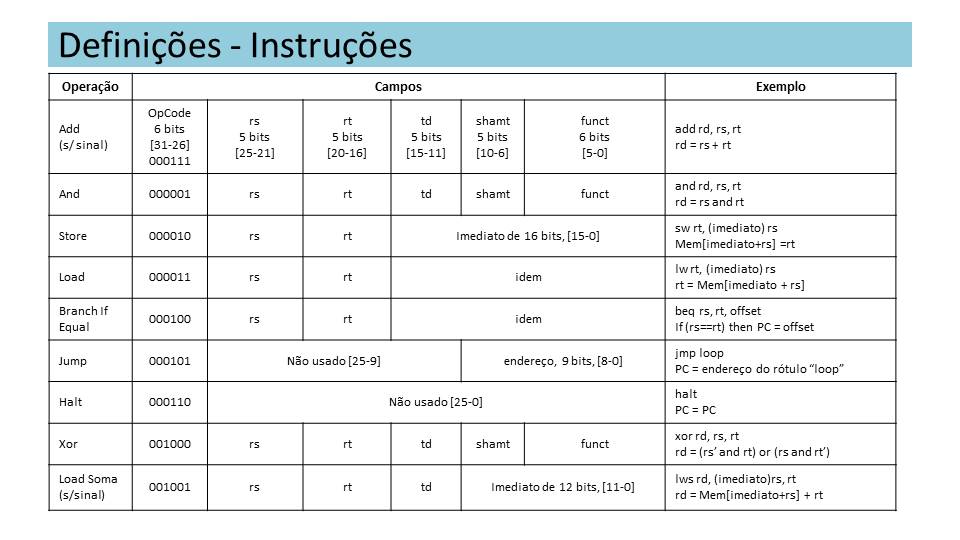 Definições - Instruções
Operação Campos Exemplo
Add
(s/ sinal)
OpCode
6 bits
[31-26]
000111
rs
5 bits
[25-21]
rt
5 bits
[20-16]
td
5 bits
[15-11]
shamt
5 bits
[10-6]
funct
6 bits
[5-0]
add rd, rs, rt
rd = rs + rt
And 000001 rs rt td shamt funct
and rd, rs, rt
rd = rs and rt
Store 000010 rs rt Imediato de 16 bits, [15-0]
sw rt, (imediato) rs
Mem[imediato+rs] =rt
Load 000011 rs rt idem
lw rt, (imediato) rs
rt = Mem[imediato + rs]
Branch If
Equal
000100 rs rt idem
beq rs, rt, offset
If (rs==rt) then PC = offset
Jump 000101 Não usado [25-9] endereço, 9 bits, [8-0]
jmp loop
PC = endereço do rótulo “loop”
Halt 000110 Não usado [25-0]
halt
PC = PC
Xor 001000 rs rt td shamt funct
xor rd, rs, rt
rd = (rs’ and rt) or (rs and rt’)
Load Soma
(s/sinal)
001001 rs rt td Imediato de 12 bits, [11-0]
lws rd, (imediato)rs, rt
rd = Mem[imediato+rs] + rt